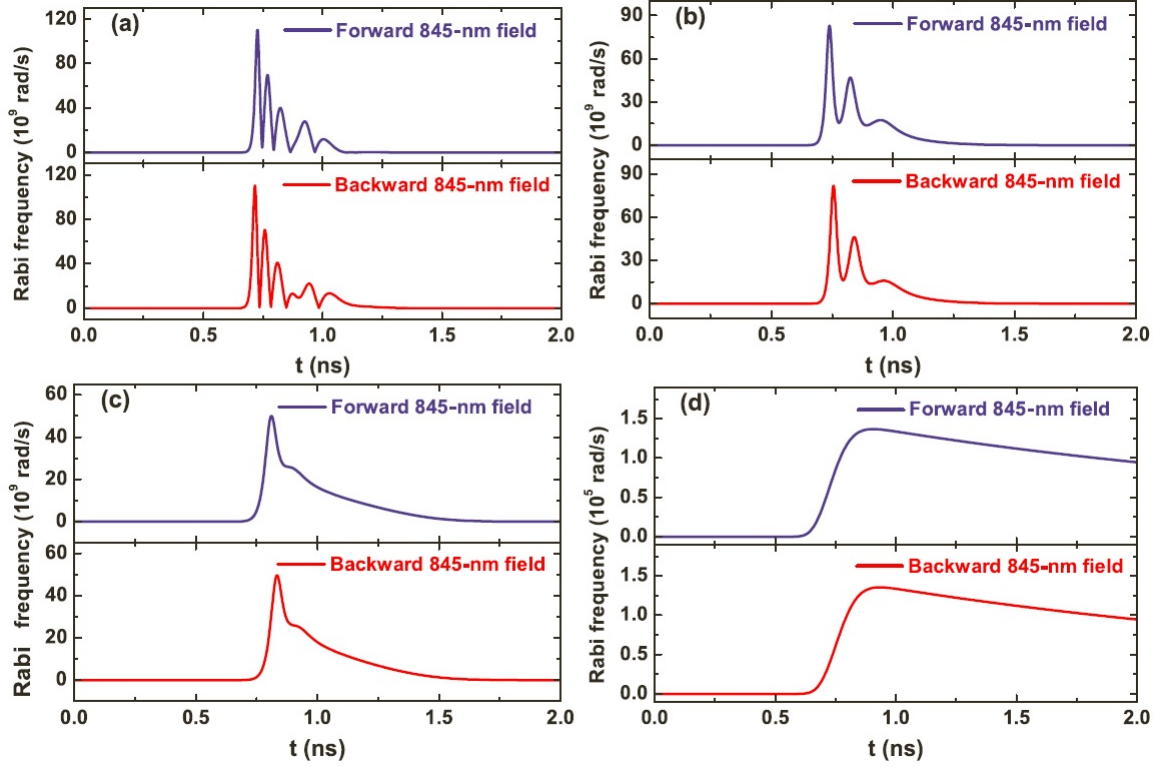 (a)
Forward 845-nm field
Rabi frequency (10⁹ rad/s)
120
80
40
0
Backward 845-nm field
120
80
40
0
0.0 0.5 1.0 1.5 2.0
t (ns)
(b)
Forward 845-nm field
Rabi frequency (10⁹ rad/s)
90
60
30
0
Backward 845-nm field
90
60
30
0
0.0 0.5 1.0 1.5 2.0
t (ns)
(c)
Forward 845-nm field
Rabi frequency (10⁹ rad/s)
60
40
20
0
Backward 845-nm field
60
40
20
0
0.0 0.5 1.0 1.5 2.0
t (ns)
(d)
Forward 845-nm field
Rabi frequency (10⁵ rad/s)
1.5
1.0
0.5
0.0
Backward 845-nm field
1.5
1.0
0.5
0.0
0.0 0.5 1.0 1.5 2.0
t (ns)